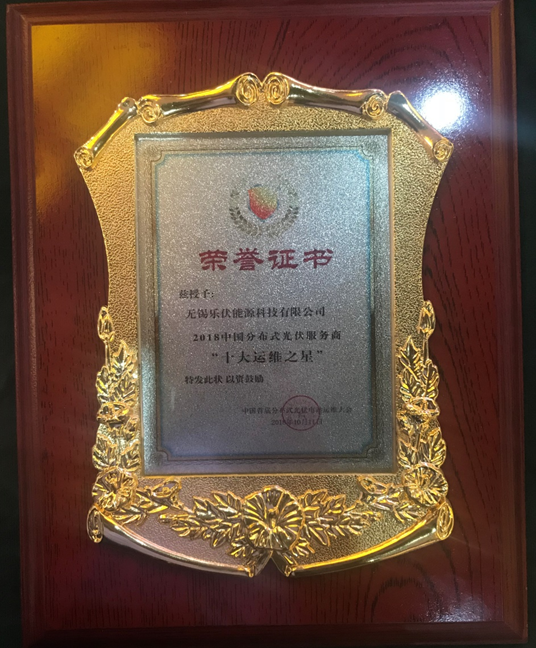 荣誉证书
兹授予:
无锡乐伏能源科技有限公司
2018中国分布式光伏服务商
"十大运维之星"
特发此状 以资鼓励